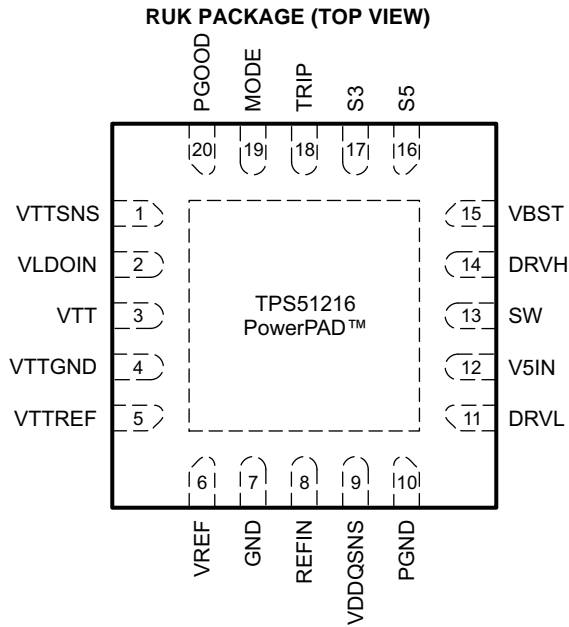 RUK PACKAGE (TOP VIEW)
PGOOD
MODE
TRIP
S3
S5
20
19
18
17
16
VTTSNS 1
15 VBST
VLDOIN 2
14 DRVH
VTT 3
TPS51216
PowerPAD™
13 SW
VTTGND 4
12 V5IN
VTTREF 5
11 DRVL
6
7
8
9
10
VREF
GND
REFIN
VDDQSNS
PGND